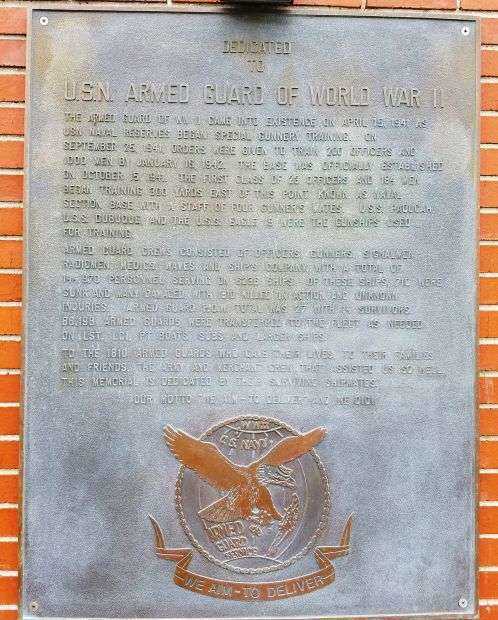 DEDICATED
TO
U.S.N. ARMED GUARD OF WORLD WAR II
THE ARMED GUARD OF WW II CAME INTO EXISTENCE ON APRIL 15, 1941, AS
USN NAVAL RESERVES BEGAN SPECIAL GUNNERY TRAINING. ON
SEPTEMBER 25, 1941, ORDERS WERE GIVEN TO TRAIN 200 OFFICERS AND
1000 MEN BY JANUARY 16, 1942. THE BASE WAS OFFICIALLY ESTABLISHED
ON OCTOBER 15, 1941. THE FIRST CLASS OF 26 OFFICERS AND 184 MEN
BEGAN TRAINING 300 YARDS EAST OF THIS POINT, KNOWN AS NAVAL
SECTION BASE WITH A STAFF OF FOUR GUNNER'S MATES. U.S.S. PADUCAH,
U.S.S. DUBUQUE AND THE U.S.S. EAGLE 19 WERE THE GUNSHIPS USED
FOR TRAINING.
ARMED GUARD CREWS CONSISTED OF OFFICERS, GUNNERS, SIGNALMEN,
RADIOMEN, MEDICS, WAVES AND SHIP'S COMPANY, WITH A TOTAL OF
144,970 PERSONNEL SERVING ON 6236 SHIPS. OF THESE SHIPS, 710 WERE
SUNK AND MANY DAMAGED, WITH 1810 KILLED IN ACTION AND UNKNOWN
INJURIES. ARMED GUARD P.O.W. TOTAL WAS 27 WITH 14 SURVIVORS.
ARMED GUARDS WERE TRANSFERRED TO THE FLEET AS NEEDED
ON LST, LCI, PT BOATS, SUBS, AND LARGER SHIPS.
TO THE 1810 ARMED GUARDS WHO GAVE THEIR LIVES, TO THEIR FAMILIES
AND FRIENDS, THE ARMY AND MERCHANT CREW THAT ASSISTED US SO WELL,
THIS MEMORIAL IS DEDICATED BY THEIR SURVIVING SHIPMATES.
OUR MOTTO "WE AIM-TO DELIVER" AND WE DID!!
WWII
U.S. NAVY
ARMED
GUARD
SERVICE
WE AIM-TO DELIVER